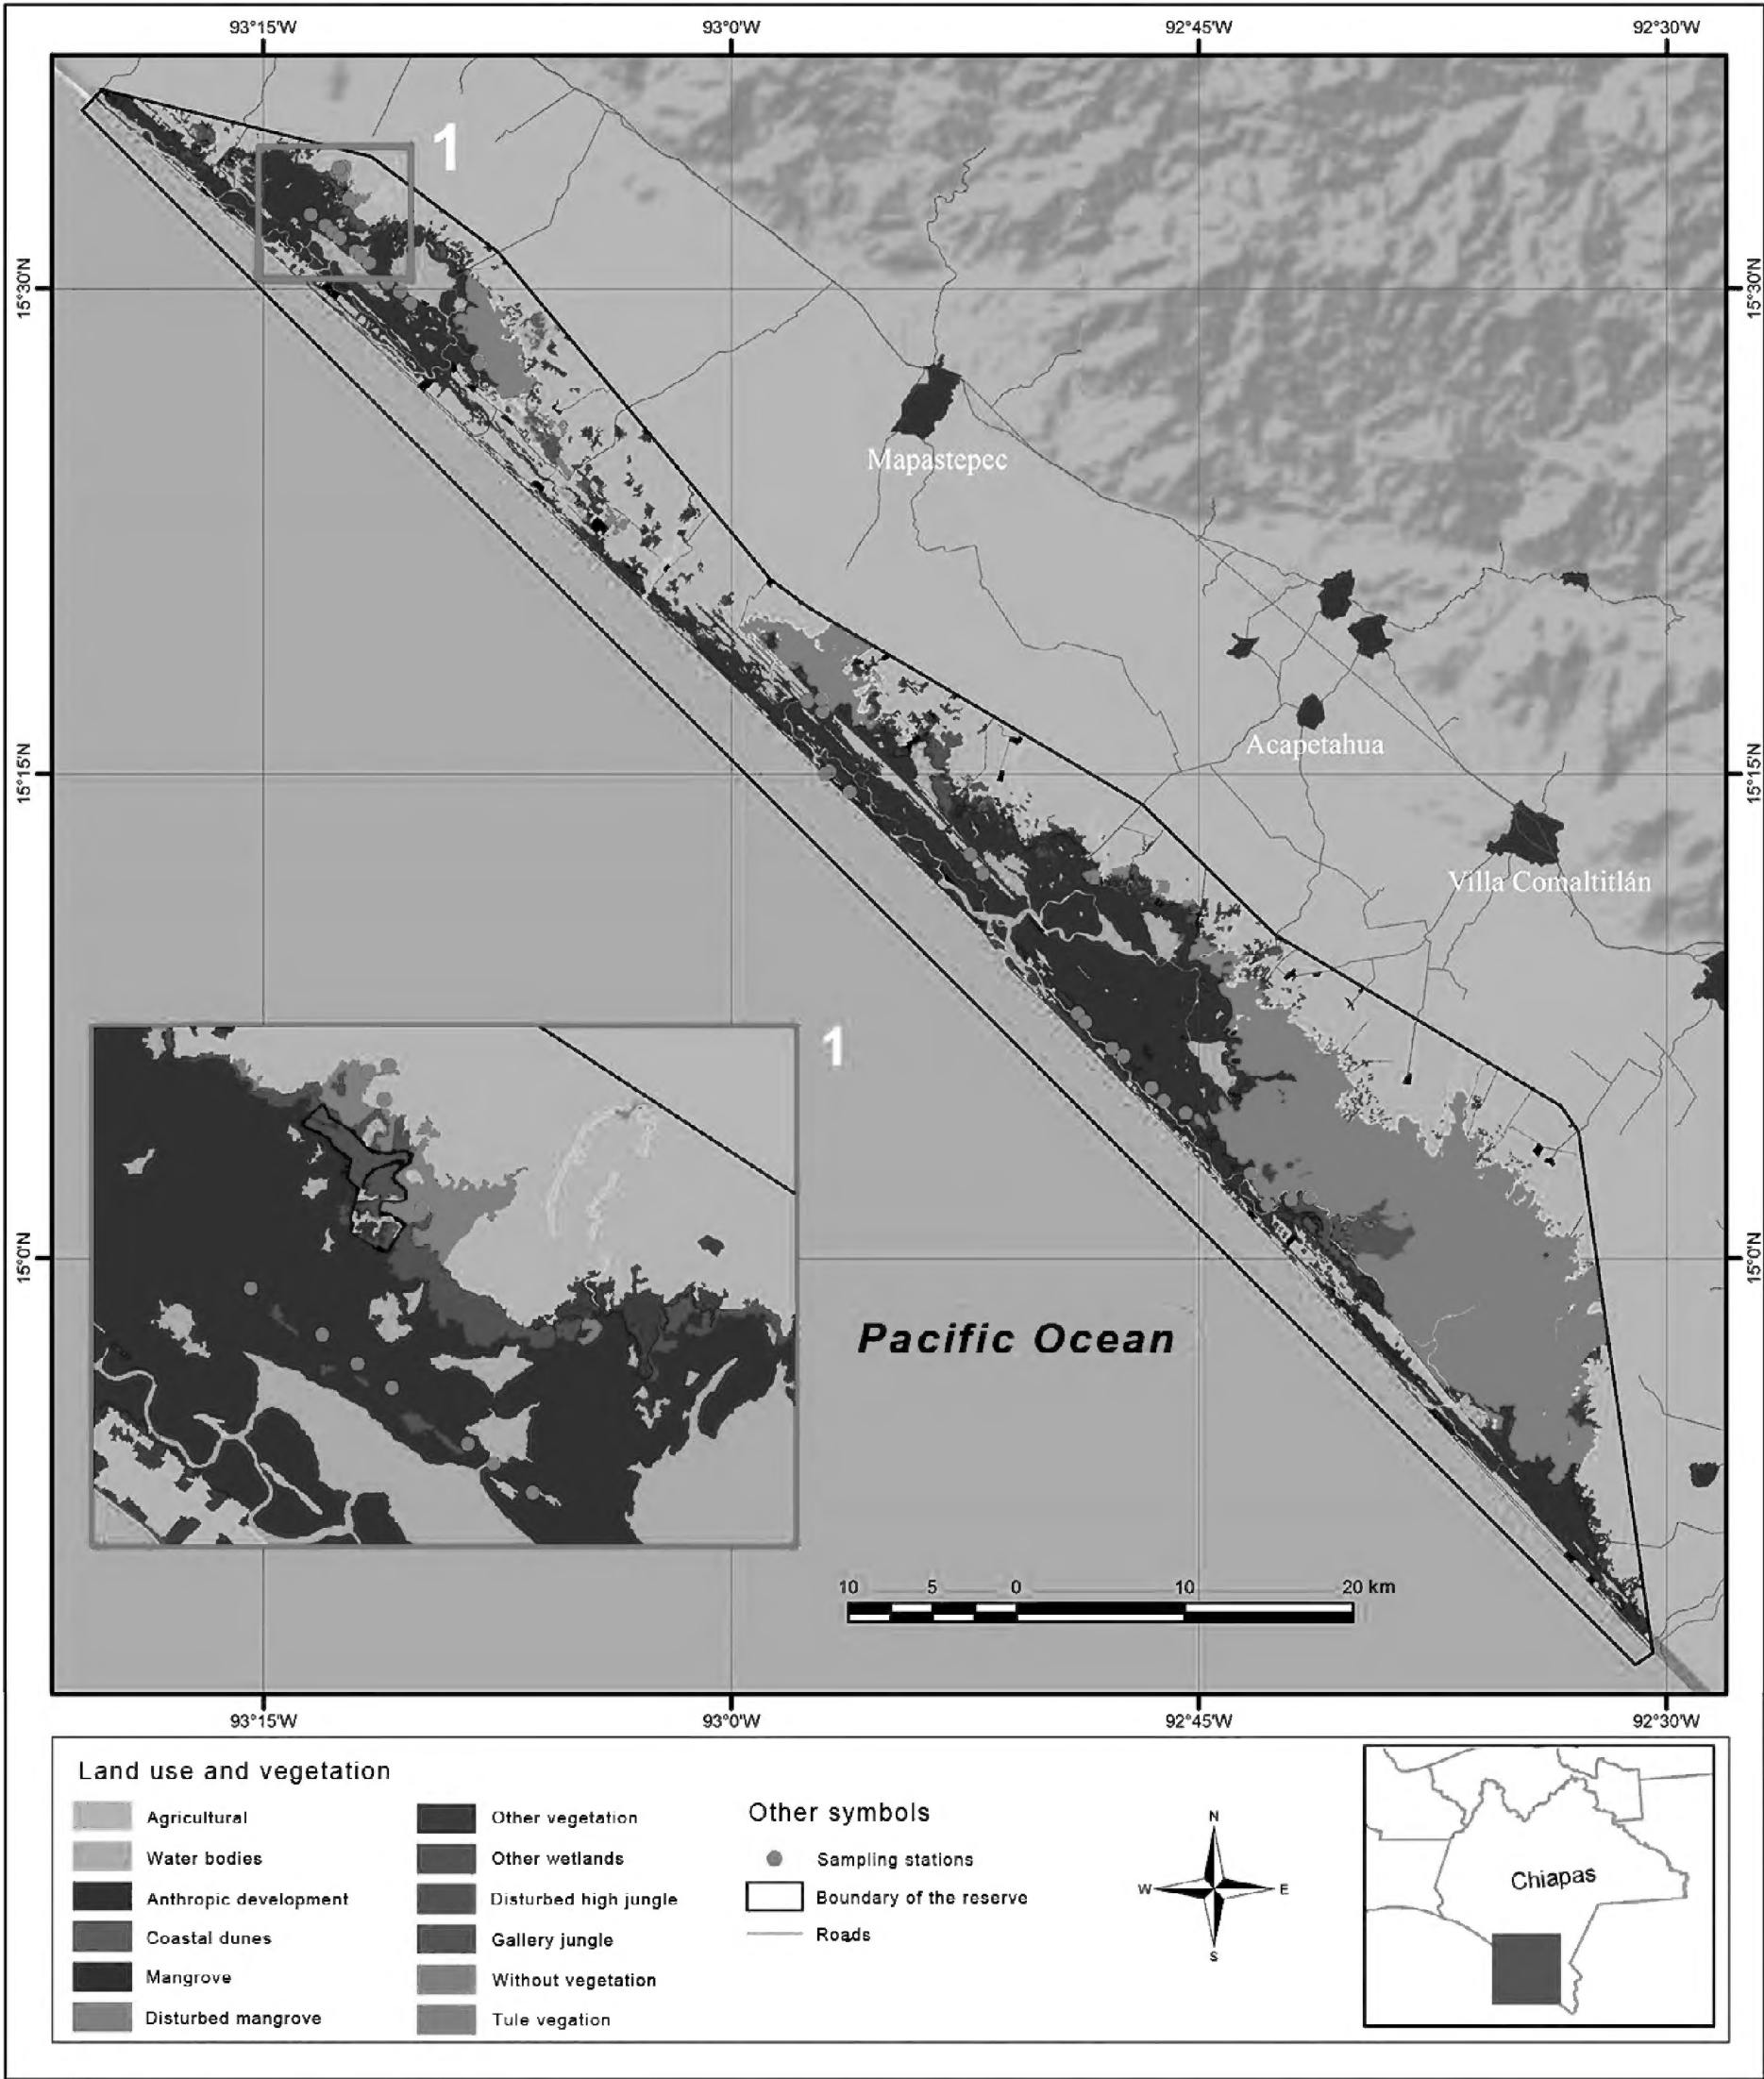 93°15'W 93°0'W 92°45'W 92°30'W
1
15°30'N 15°30'N
Mapastepec
Acapetahua
15°15'N 15°15'N
Villa Comaltitlán
1
15°0'N 15°0'N
Pacific Ocean
10 5 0 10 20 km
93°15'W 93°0'W 92°45'W 92°30'W
Land use and vegetation
Agricultural
Water bodies
Anthropic development
Coastal dunes
Mangrove
Disturbed mangrove
Other vegetation
Other wetlands
Disturbed high jungle
Gallery jungle
Without vegetation
Tule vegation
Other symbols
Sampling stations
Boundary of the reserve
Roads
N
W E
S
Chiapas